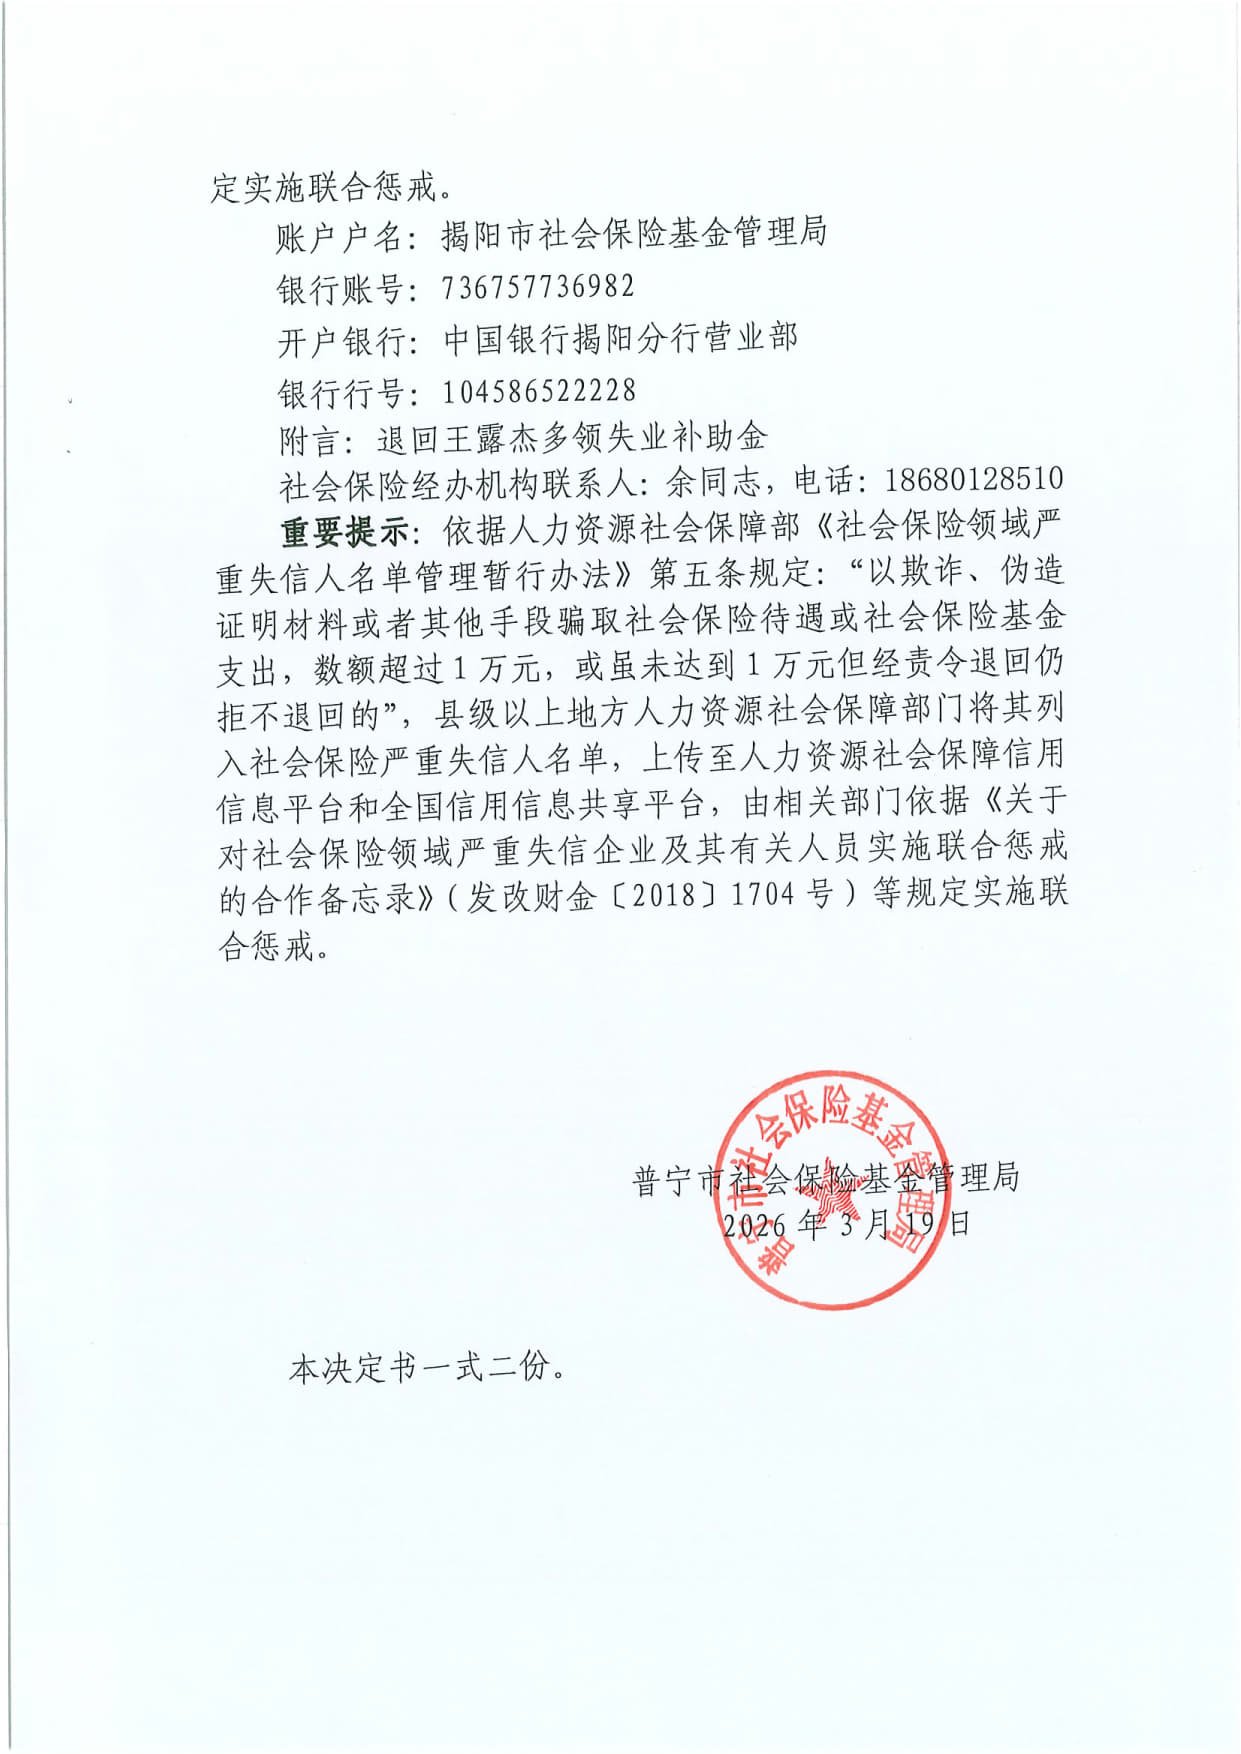 定实施联合惩戒。
账户户名：揭阳市社会保险基金管理局
银行账号：736757736982
开户银行：中国银行揭阳分行营业部
银行行号：104586522228
附言：退回王露杰多领失业补助金
社会保险经办机构联系人：余同志，电话：18680128510
重要提示：依据人力资源社会保障部《社会保险领域严
重失信人名单管理暂行办法》第五条规定：“以欺诈、伪造
证明材料或者其他手段骗取社会保险待遇或社会保险基金
支出，数额超过1万元，或虽未达到1万元但经责令退回仍
拒不退回的”，县级以上地方人力资源社会保障部门将其列
入社会保险严重失信人名单，上传至人力资源社会保障信用
信息平台和全国信用信息共享平台，由相关部门依据《关于
对社会保险领域严重失信企业及其有关人员实施联合惩戒
的合作备忘录》（发改财金〔2018〕1704号）等规定实施联
合惩戒。
普宁市社会保险基金管理局
普宁市社会保险基金管理局
2026年3月19日
本决定书一式二份。